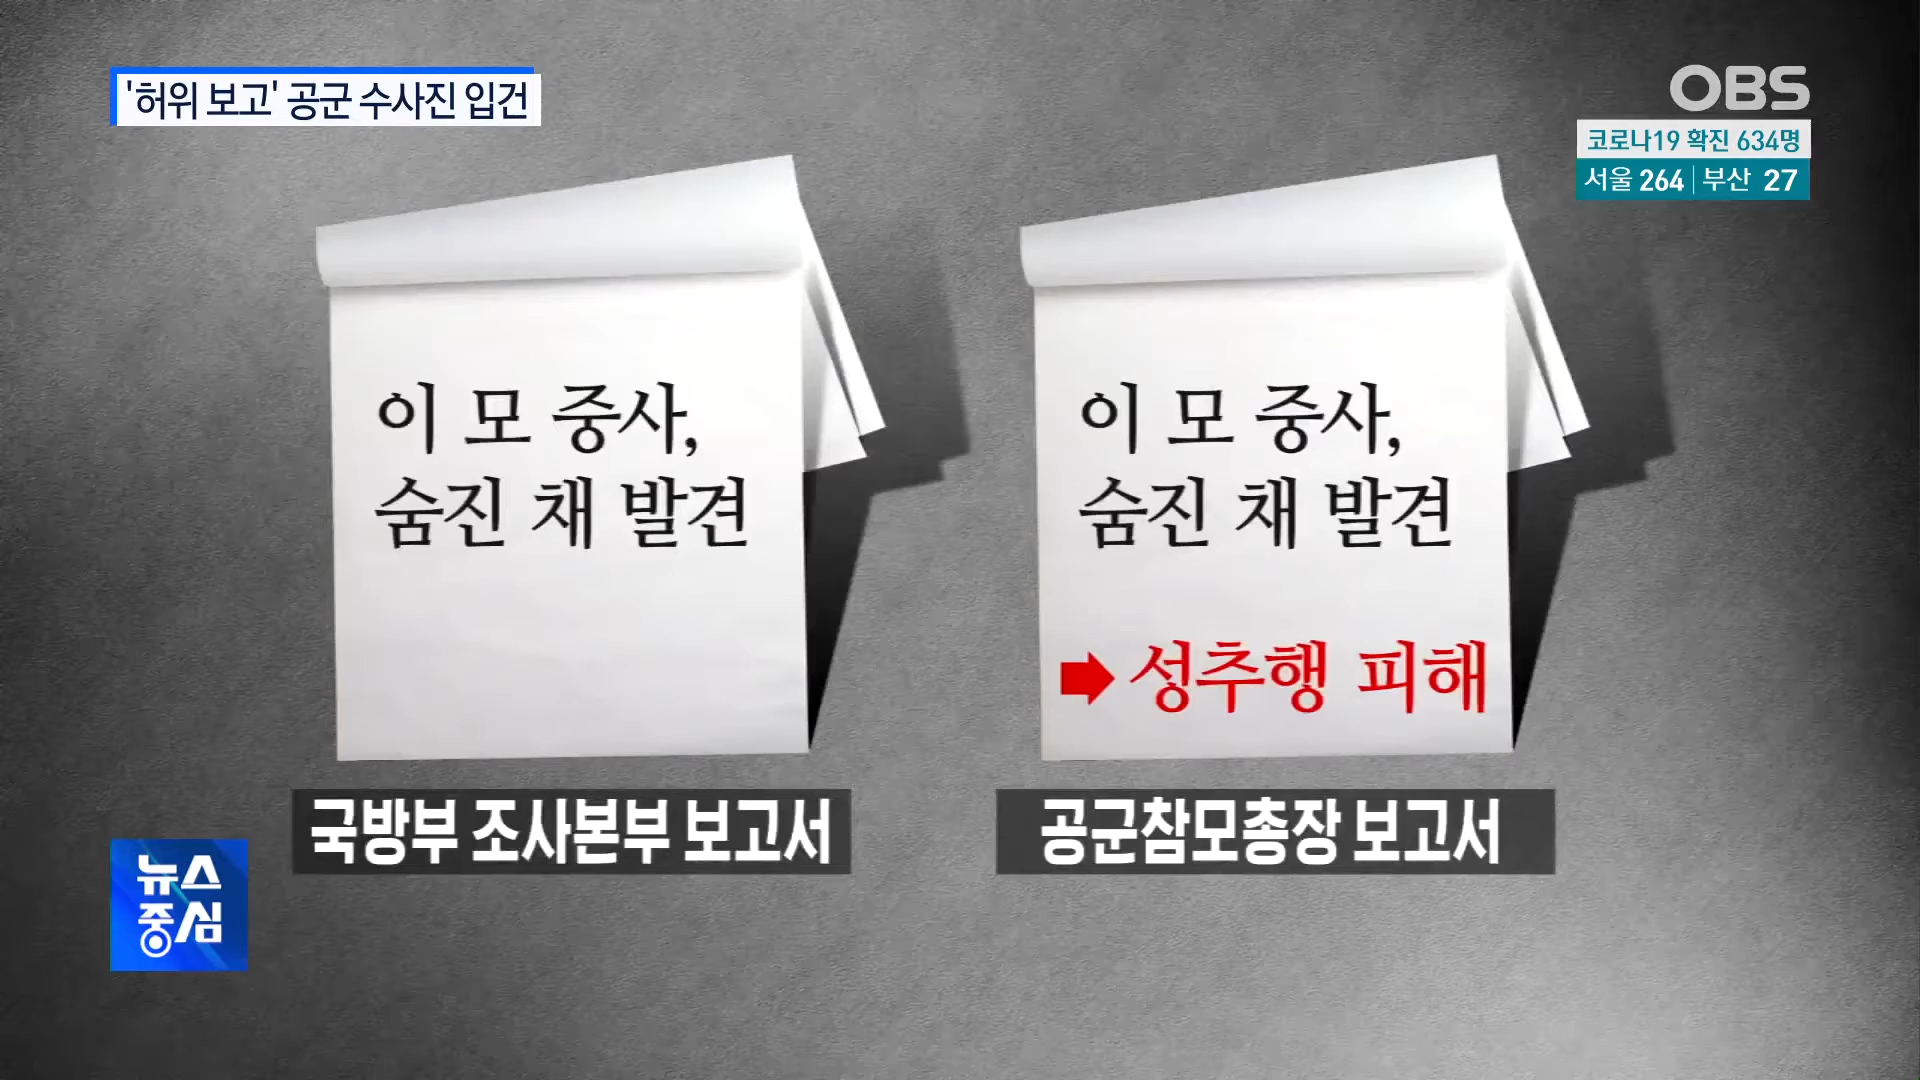 '허위 보고' 공군 수사진 입건
OBS
코로나19 확진 634명
서울 264 | 부산 27
이 모 중사,
숨진 채 발견
이 모 중사,
숨진 채 발견
➡ 성추행 피해
국방부 조사본부 보고서
공군참모총장 보고서
뉴스
중심